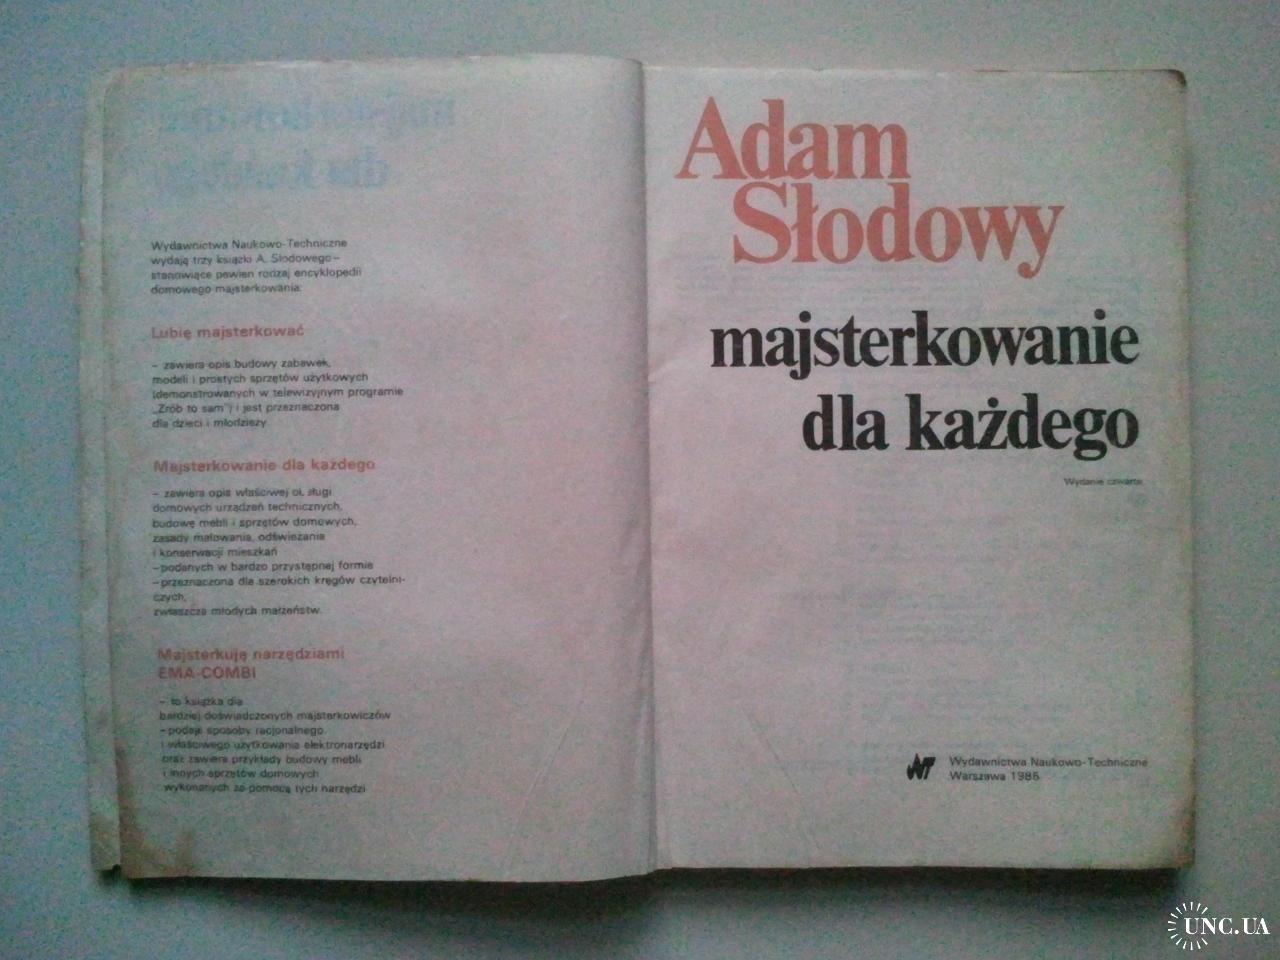 Wydawnictwa Naukowo-Techniczne
wydają trzy książki A. Słodowego –
stanowiące pewien rodzaj encyklopedii
domowego majsterkowania:
Lubię majsterkować
– zawiera opis budowy zabawek,
modeli i prostych sprzętów użytkowych
(demonstrowanych w telewizyjnym programie
„Zrób to sam”) i jest przeznaczona
dla dzieci i młodzieży
Majsterkowanie dla każdego
– zawiera opis właściwej obsługi
domowych urządzeń technicznych,
budowę mebli i sprzętów domowych,
zasady malowania, odświeżania
i konserwacji mieszkań
– podanych w bardzo przystępnej formie
– przeznaczona dla szerokich kręgów czytelni-
czych,
zwłaszcza młodych małżeństw.
Majsterkuję narzędziami
EMA-COMBI
– to książka dla
bardziej doświadczonych majsterkowiczów
– podaje sposoby racjonalnego
i właściwego użytkowania elektronarzędzi
oraz zawiera przykłady budowy mebli
i innych sprzętów domowych
wykonanych za pomocą tych narzędzi
Adam
Słodowy
majsterkowanie
dla każdego
Wydanie czwarte
WNT
Wydawnictwa Naukowo-Techniczne
Warszawa 1985
UNC.UA